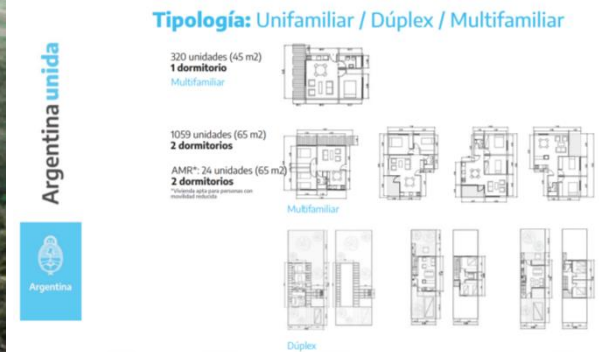 Tipología: Unifamiliar / Dúplex / Multifamiliar
Argentina unida
320 unidades (45 m2)
1 dormitorio
Multifamiliar
1059 unidades (65 m2)
2 dormitorios
AMR*: 24 unidades (65 m2)
2 dormitorios
*Vivienda apta para personas con
movilidad reducida
Multifamiliar
Argentina
Dúplex